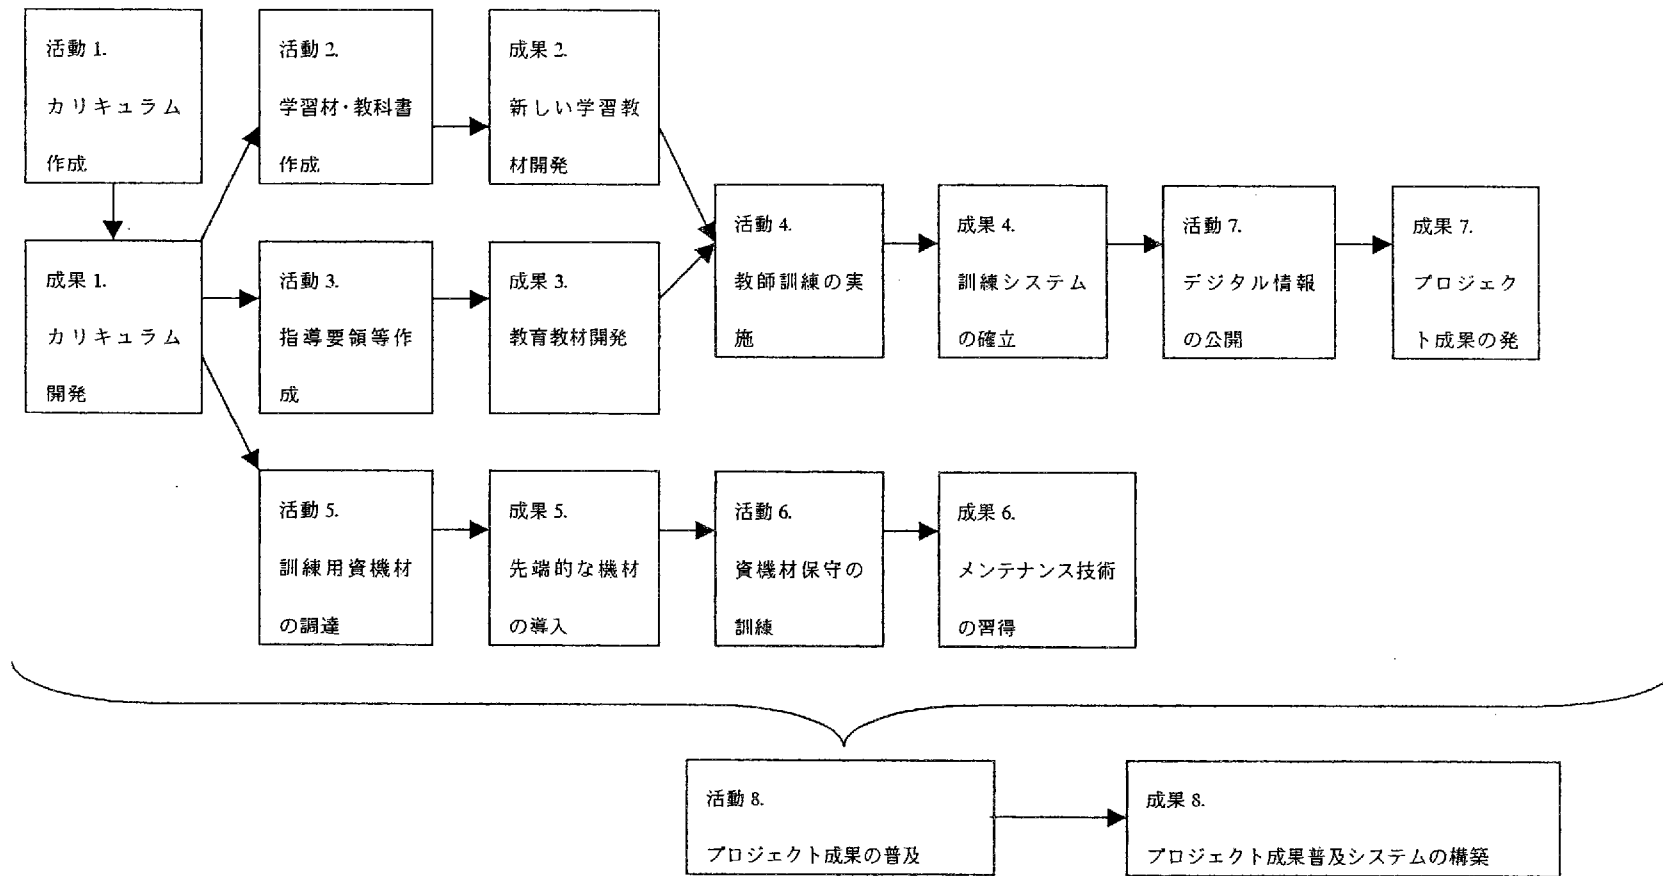 活動 1.
カリキュラム
作成
活動 2.
学習材・教科書
作成
成果 2.
新しい学習教
材開発
成果 1.
カリキュラム
開発
活動 3.
指導要領等作
成
成果 3.
教育教材開発
活動 4.
教師訓練の実
施
成果 4.
訓練システム
の確立
活動 7.
デジタル情報
の公開
成果 7.
プロジェク
ト成果の発
活動 5.
訓練用資機材
の調達
成果 5.
先端的な機材
の導入
活動 6.
資機材保守の
訓練
成果 6.
メンテナンス技術
の習得
活動 8.
プロジェクト成果の普及
成果 8.
プロジェクト成果普及システムの構築